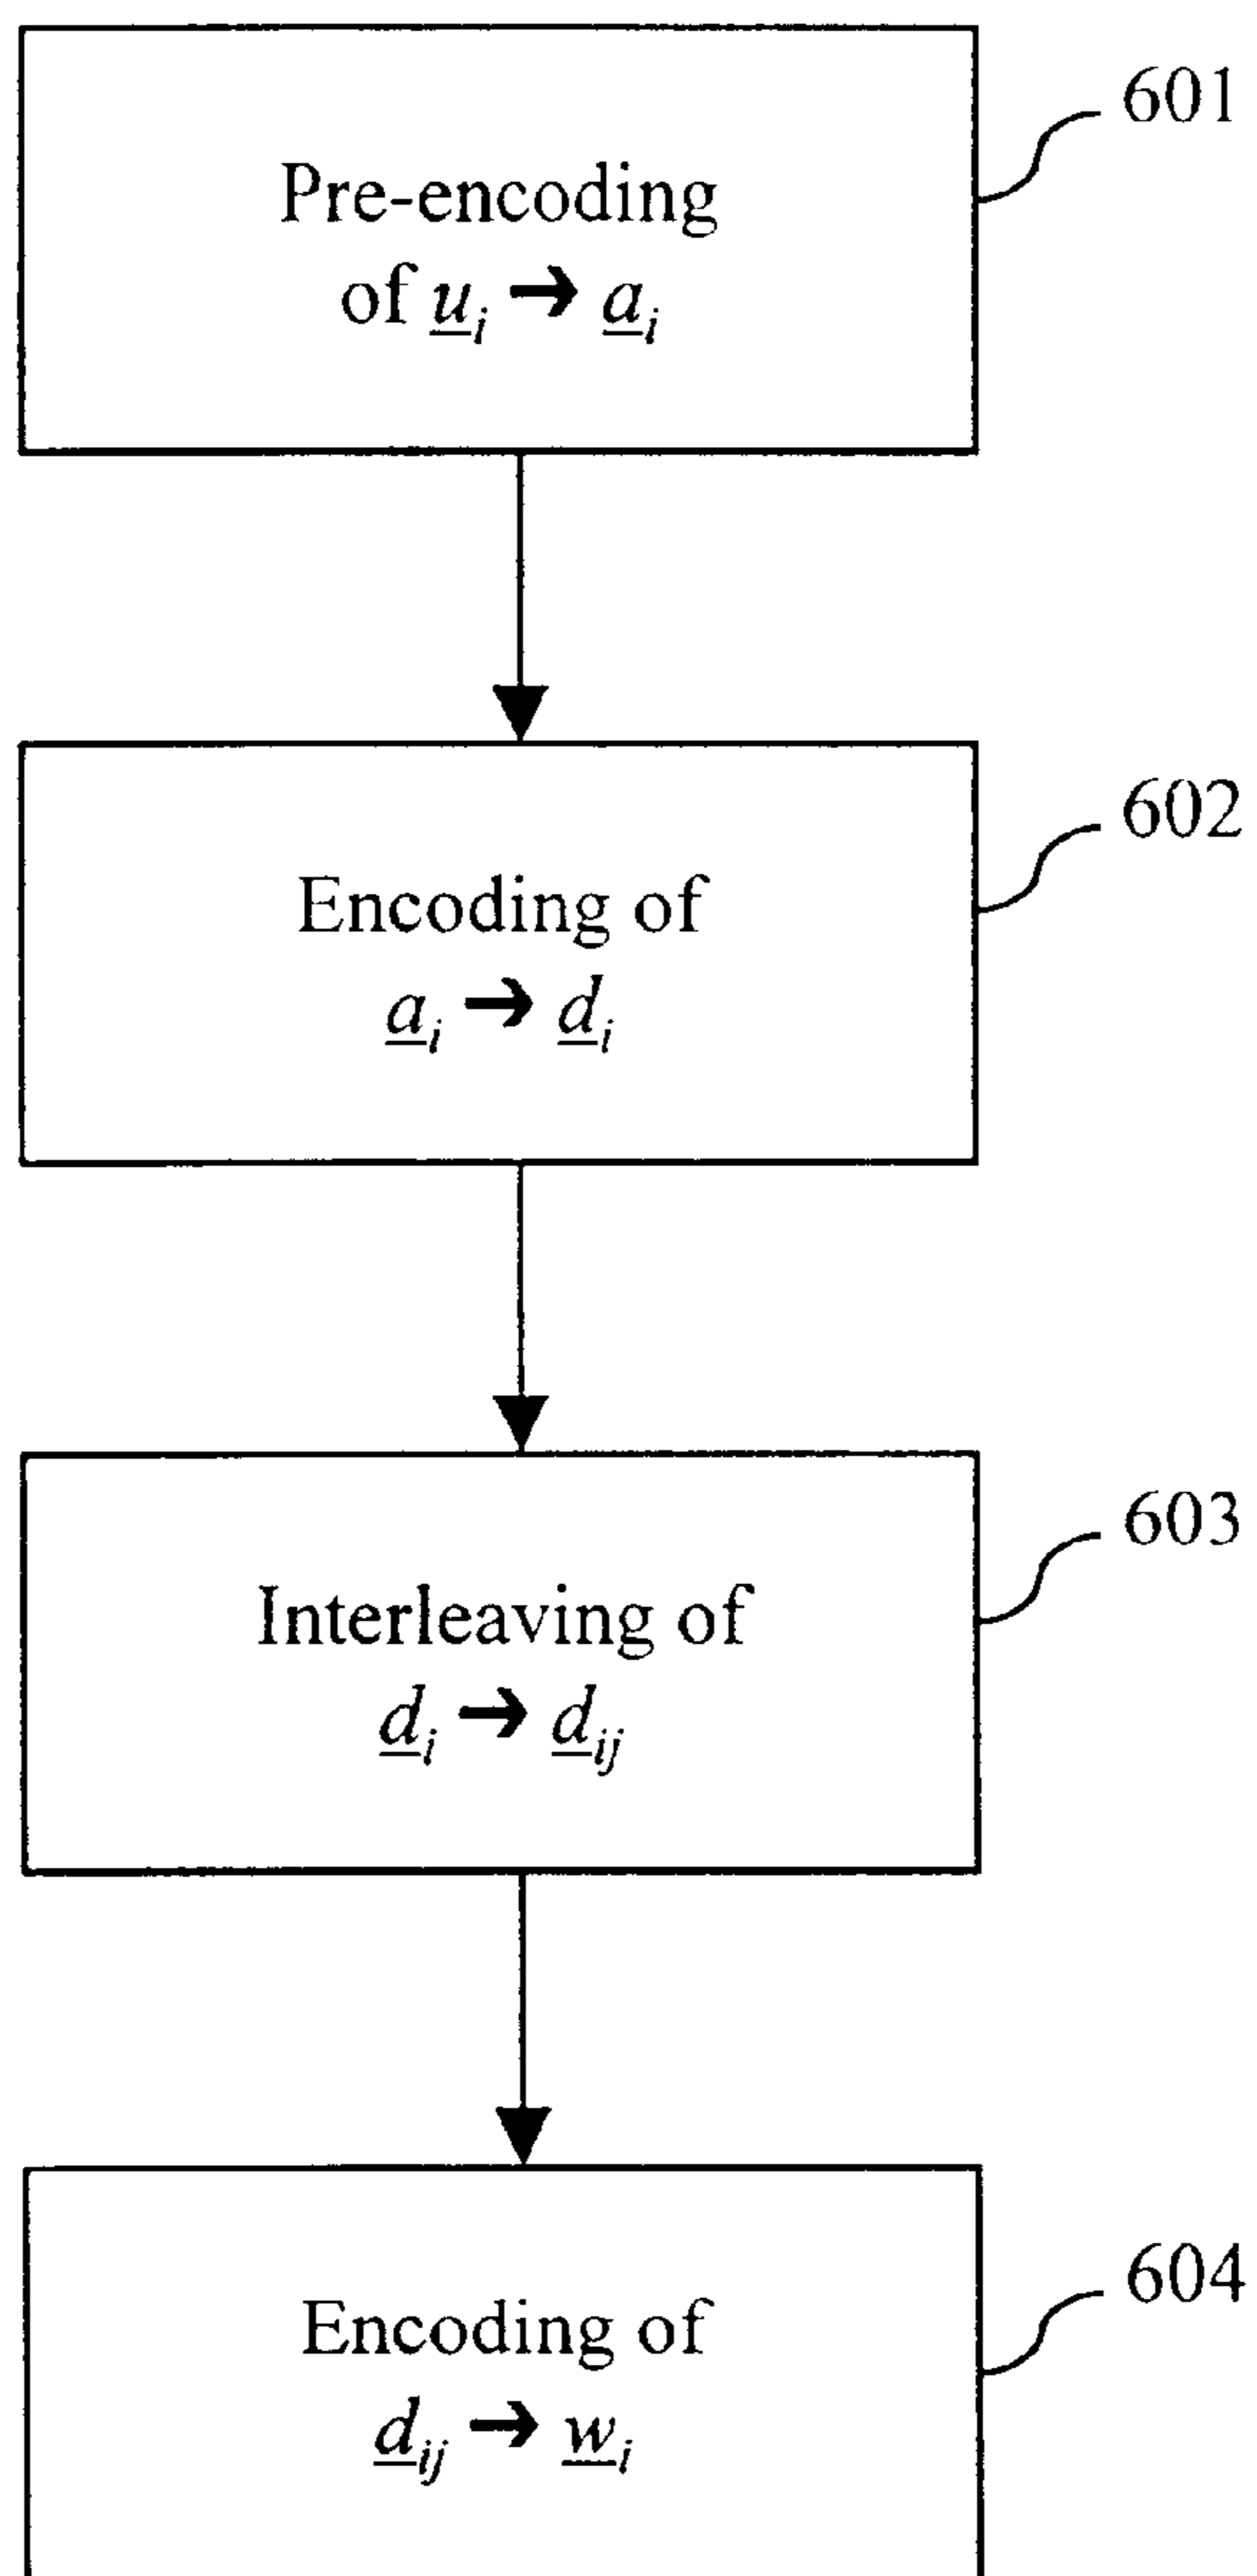 Pre-encoding
of u_i ➔ a_i
601
Encoding of
a_i ➔ d_i
602
Interleaving of
d_i ➔ d_ij
603
Encoding of
d_ij ➔ w_i
604